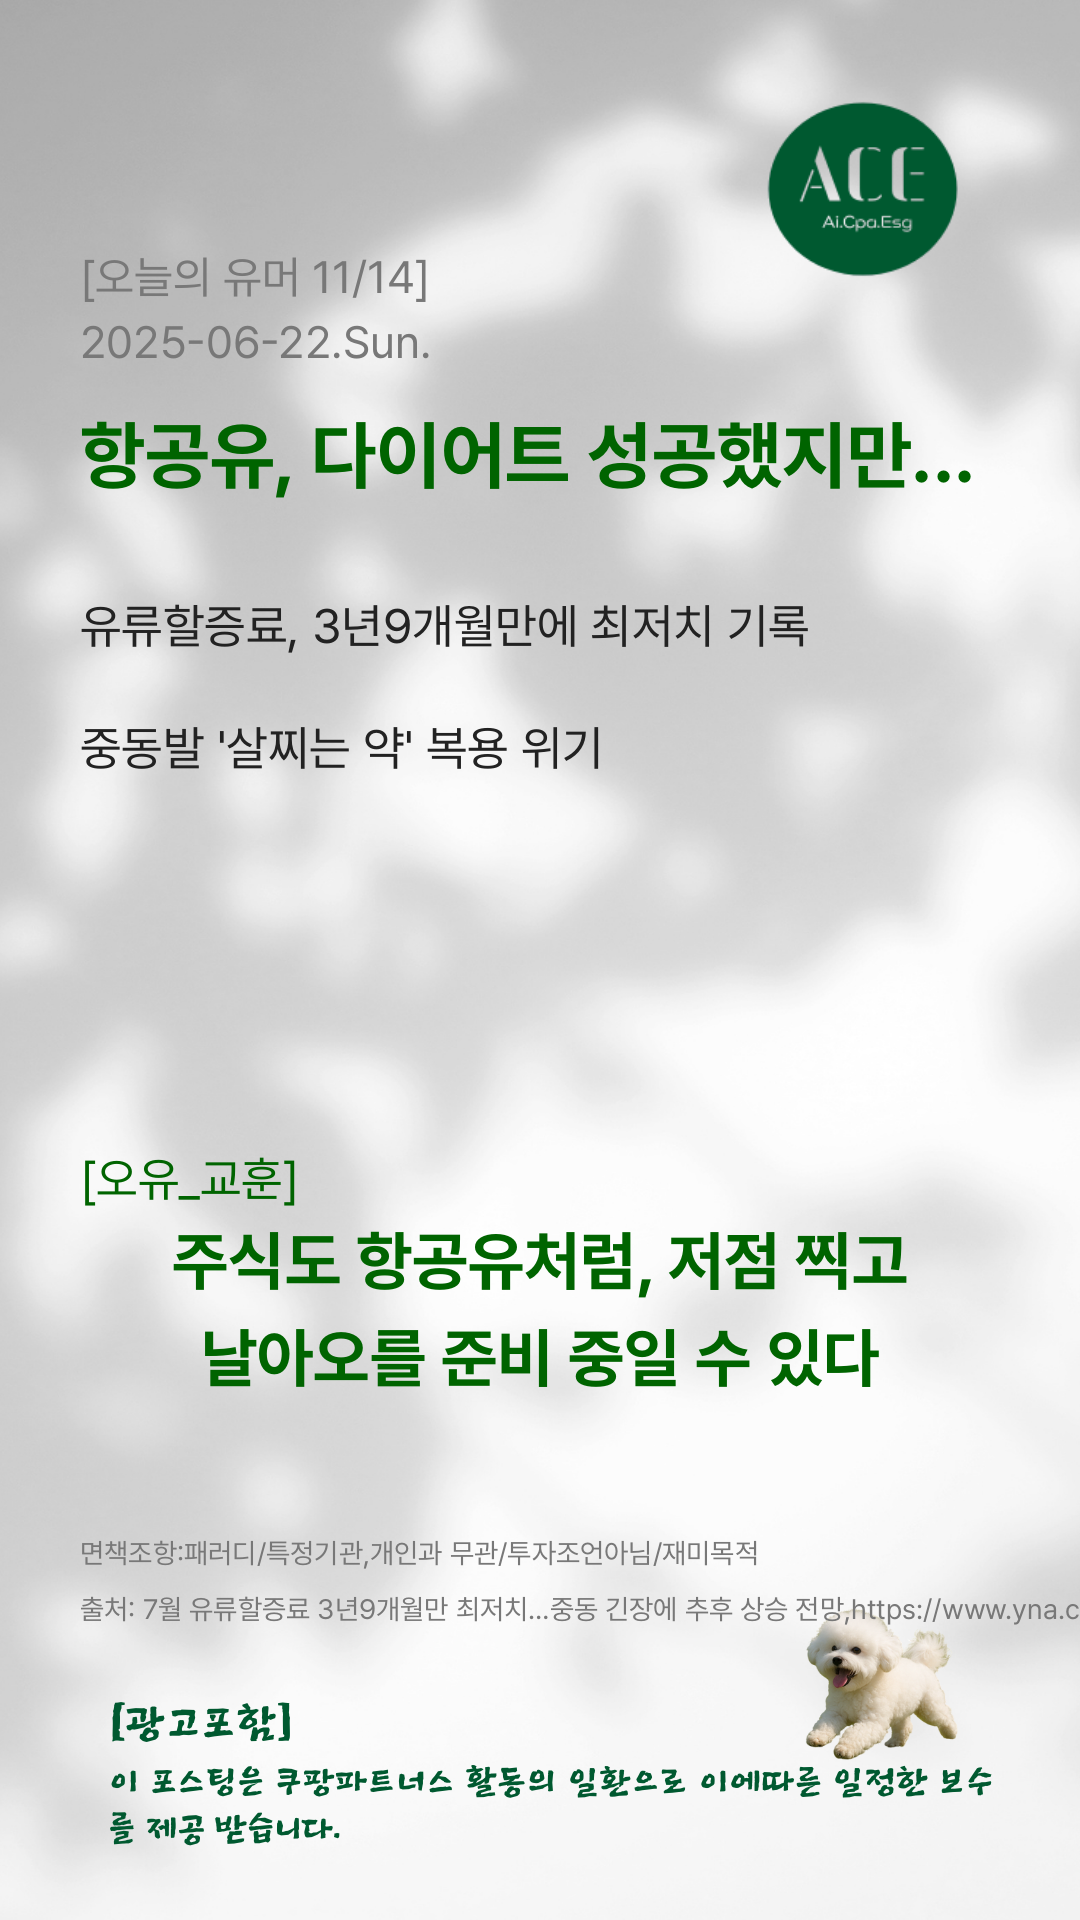 ACE
Ai.Cpa.Esg
[오늘의 유머 11/14]
2025-06-22.Sun.
항공유, 다이어트 성공했지만...
유류할증료, 3년9개월만에 최저치 기록
중동발 '살찌는 약' 복용 위기
[오유_교훈]
주식도 항공유처럼, 저점 찍고
날아오를 준비 중일 수 있다
면책조항:패러디/특정기관,개인과 무관/투자조언아님/재미목적
출처: 7월 유류할증료 3년9개월만 최저치...중동 긴장에 추후 상승 전망,https://www.yna.c
[광고포함]
이 포스팅은 쿠팡파트너스 활동의 일환으로 이에따른 일정한 보수
를 제공 받습니다.